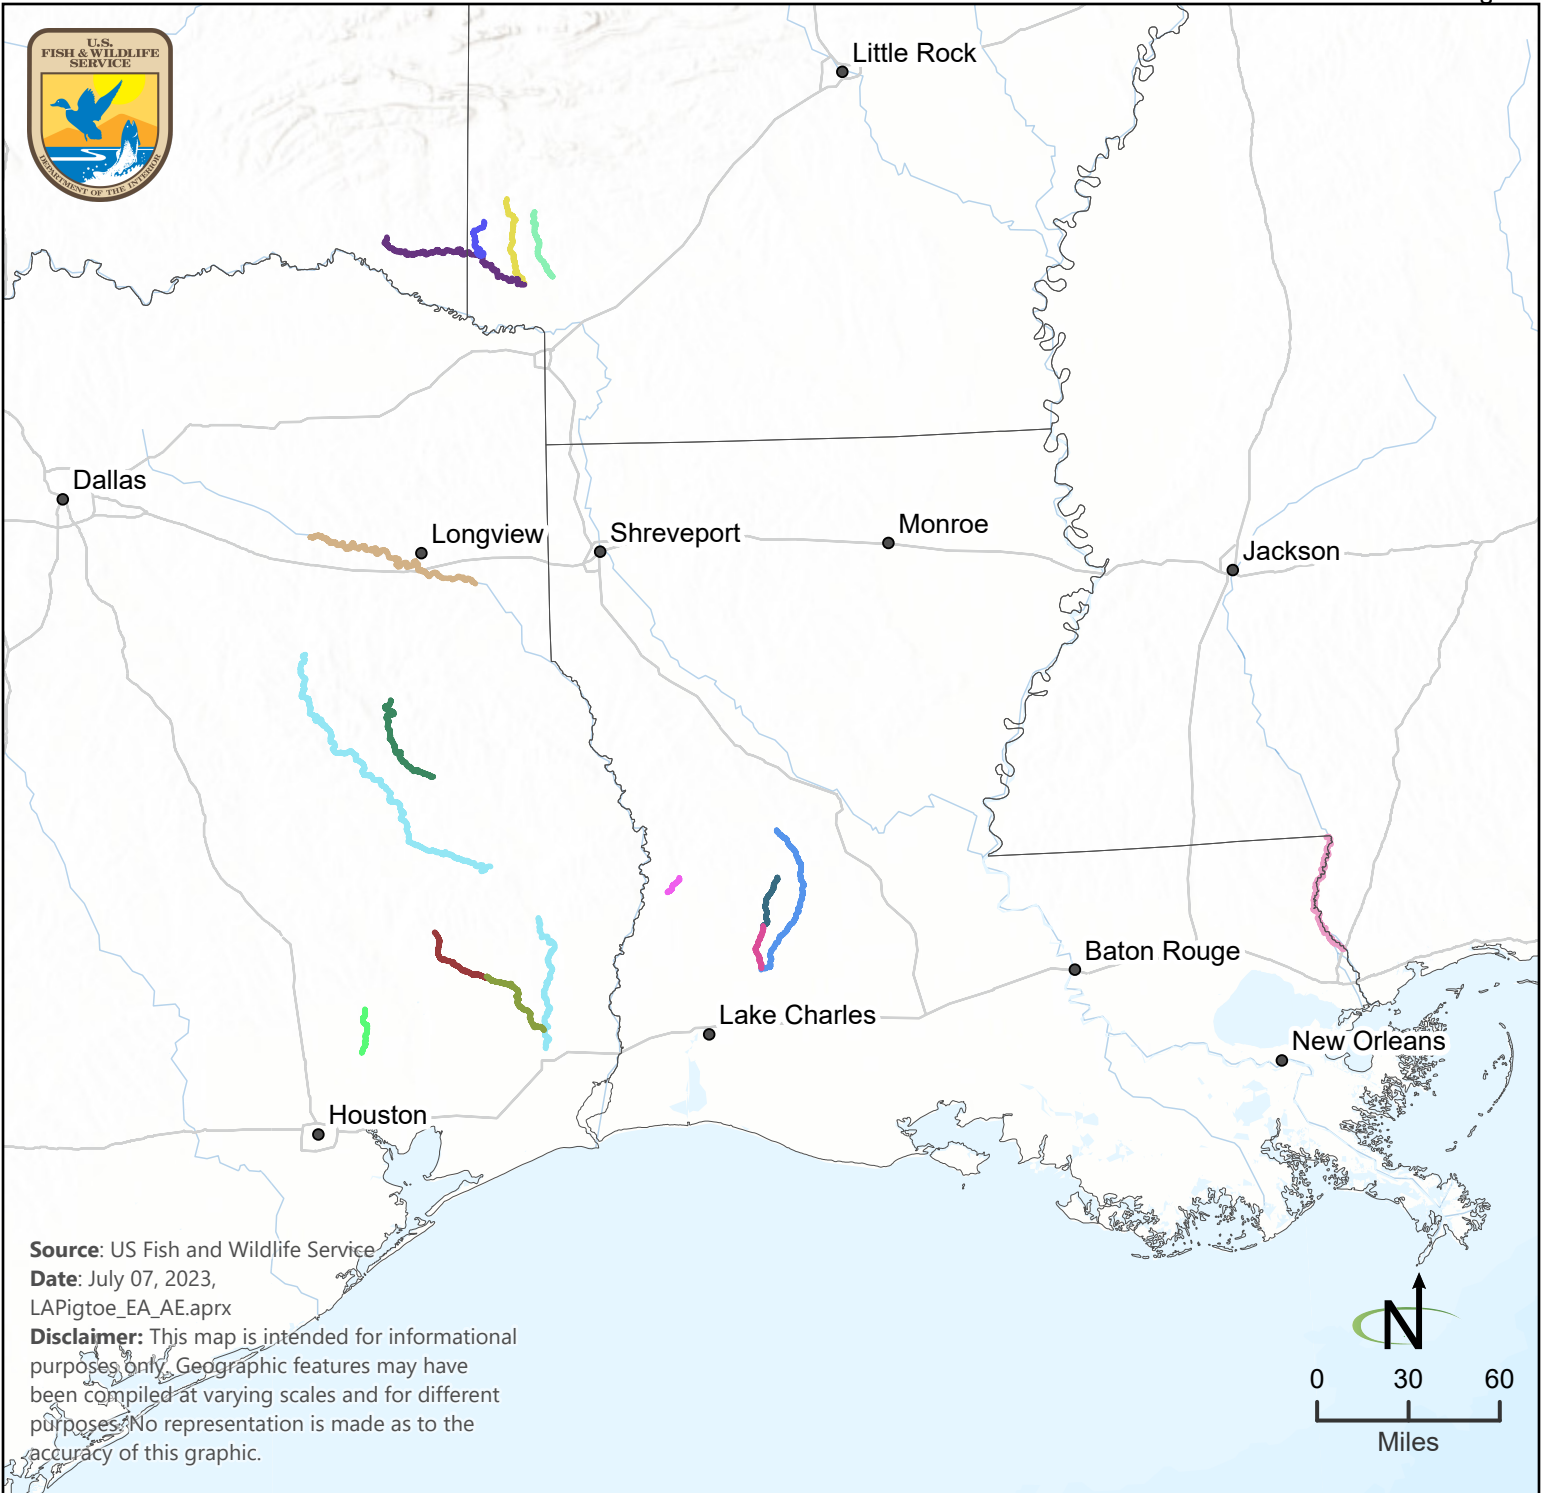 U.S.
FISH & WILDLIFE
SERVICE
DEPARTMENT OF THE INTERIOR
Little Rock
Dallas
Longview
Shreveport
Monroe
Jackson
Baton Rouge
Lake Charles
New Orleans
Houston
Source: US Fish and Wildlife Service
Date: July 07, 2023,
LAPigtoe_EA_AE.aprx
Disclaimer: This map is intended for informational
purposes only. Geographic features may have
been compiled at varying scales and for different
purposes. No representation is made as to the
accuracy of this graphic.
N
0 30 60
Miles